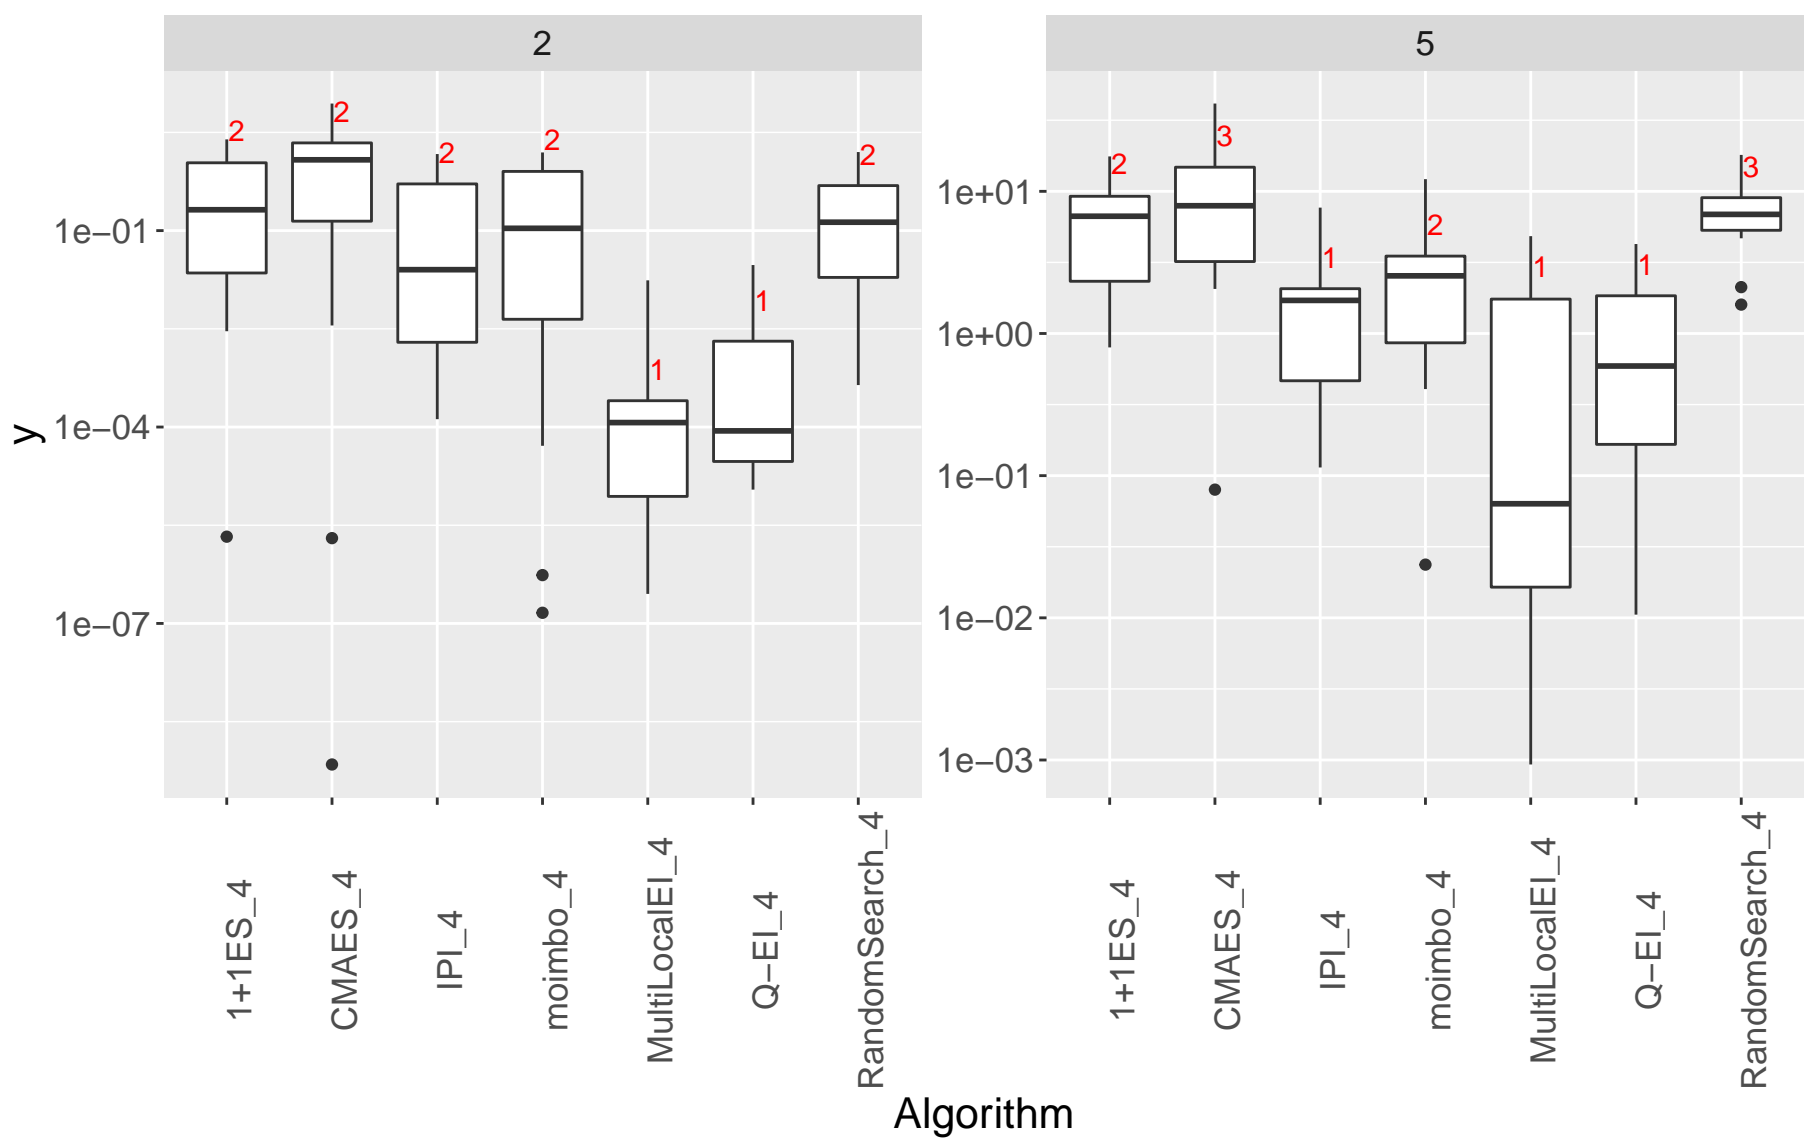 2
5
2
2
2
2
1
1
2
2
3
1
2
1
1
3
1e−01
1e−04
1e−07
1e+01
1e+00
1e−01
1e−02
1e−03
y
1+1ES_4
CMAES_4
IPI_4
moimbo_4
MultiLocalEI_4
Q−EI_4
RandomSearch_4
1+1ES_4
CMAES_4
IPI_4
moimbo_4
MultiLocalEI_4
Q−EI_4
RandomSearch_4
Algorithm